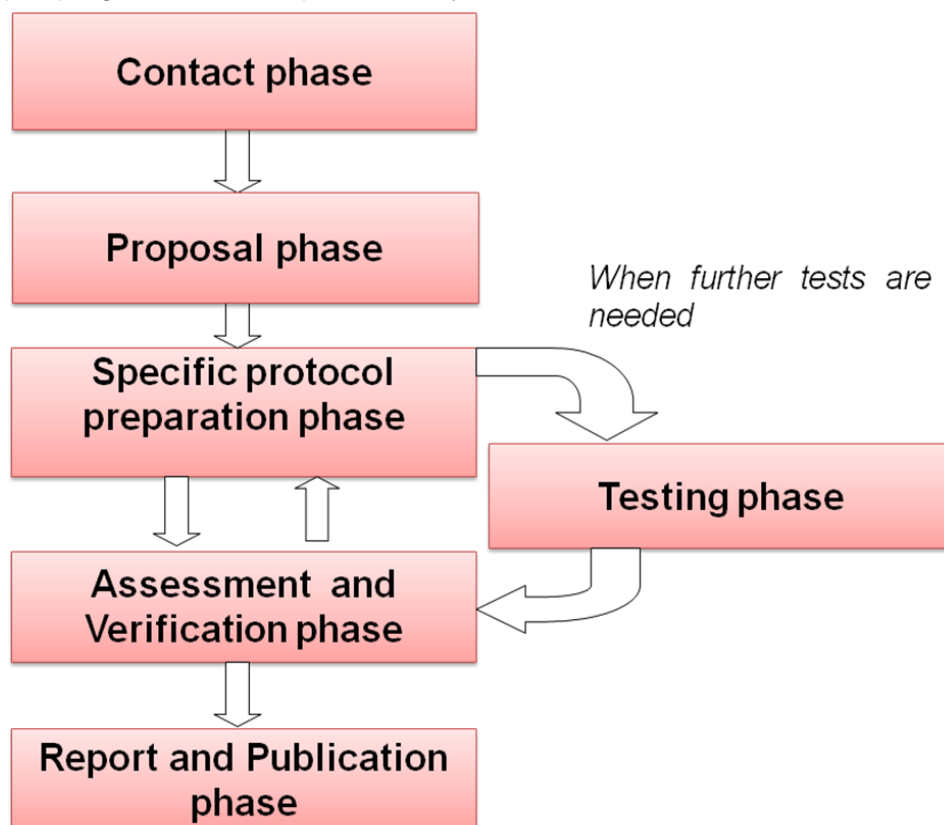 Contact phase
Proposal phase
When further tests are
needed
Specific protocol
preparation phase
Testing phase
Assessment and
Verification phase
Report and Publication
phase